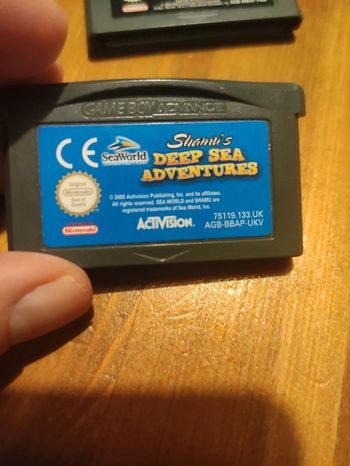 GAME BOY ADVANCE
CE
SeaWorld
Shamu's
DEEP SEA
ADVENTURES
Original
Nintendo
Seal of
Quality
© 2005 Activision Publishing, Inc. and its affiliates.
All rights reserved. SEA WORLD and SHAMU are
registered trademarks of Sea World, Inc.
Nintendo
ACTIVISION.
75119.133.UK
AGB-BBAP-UKV